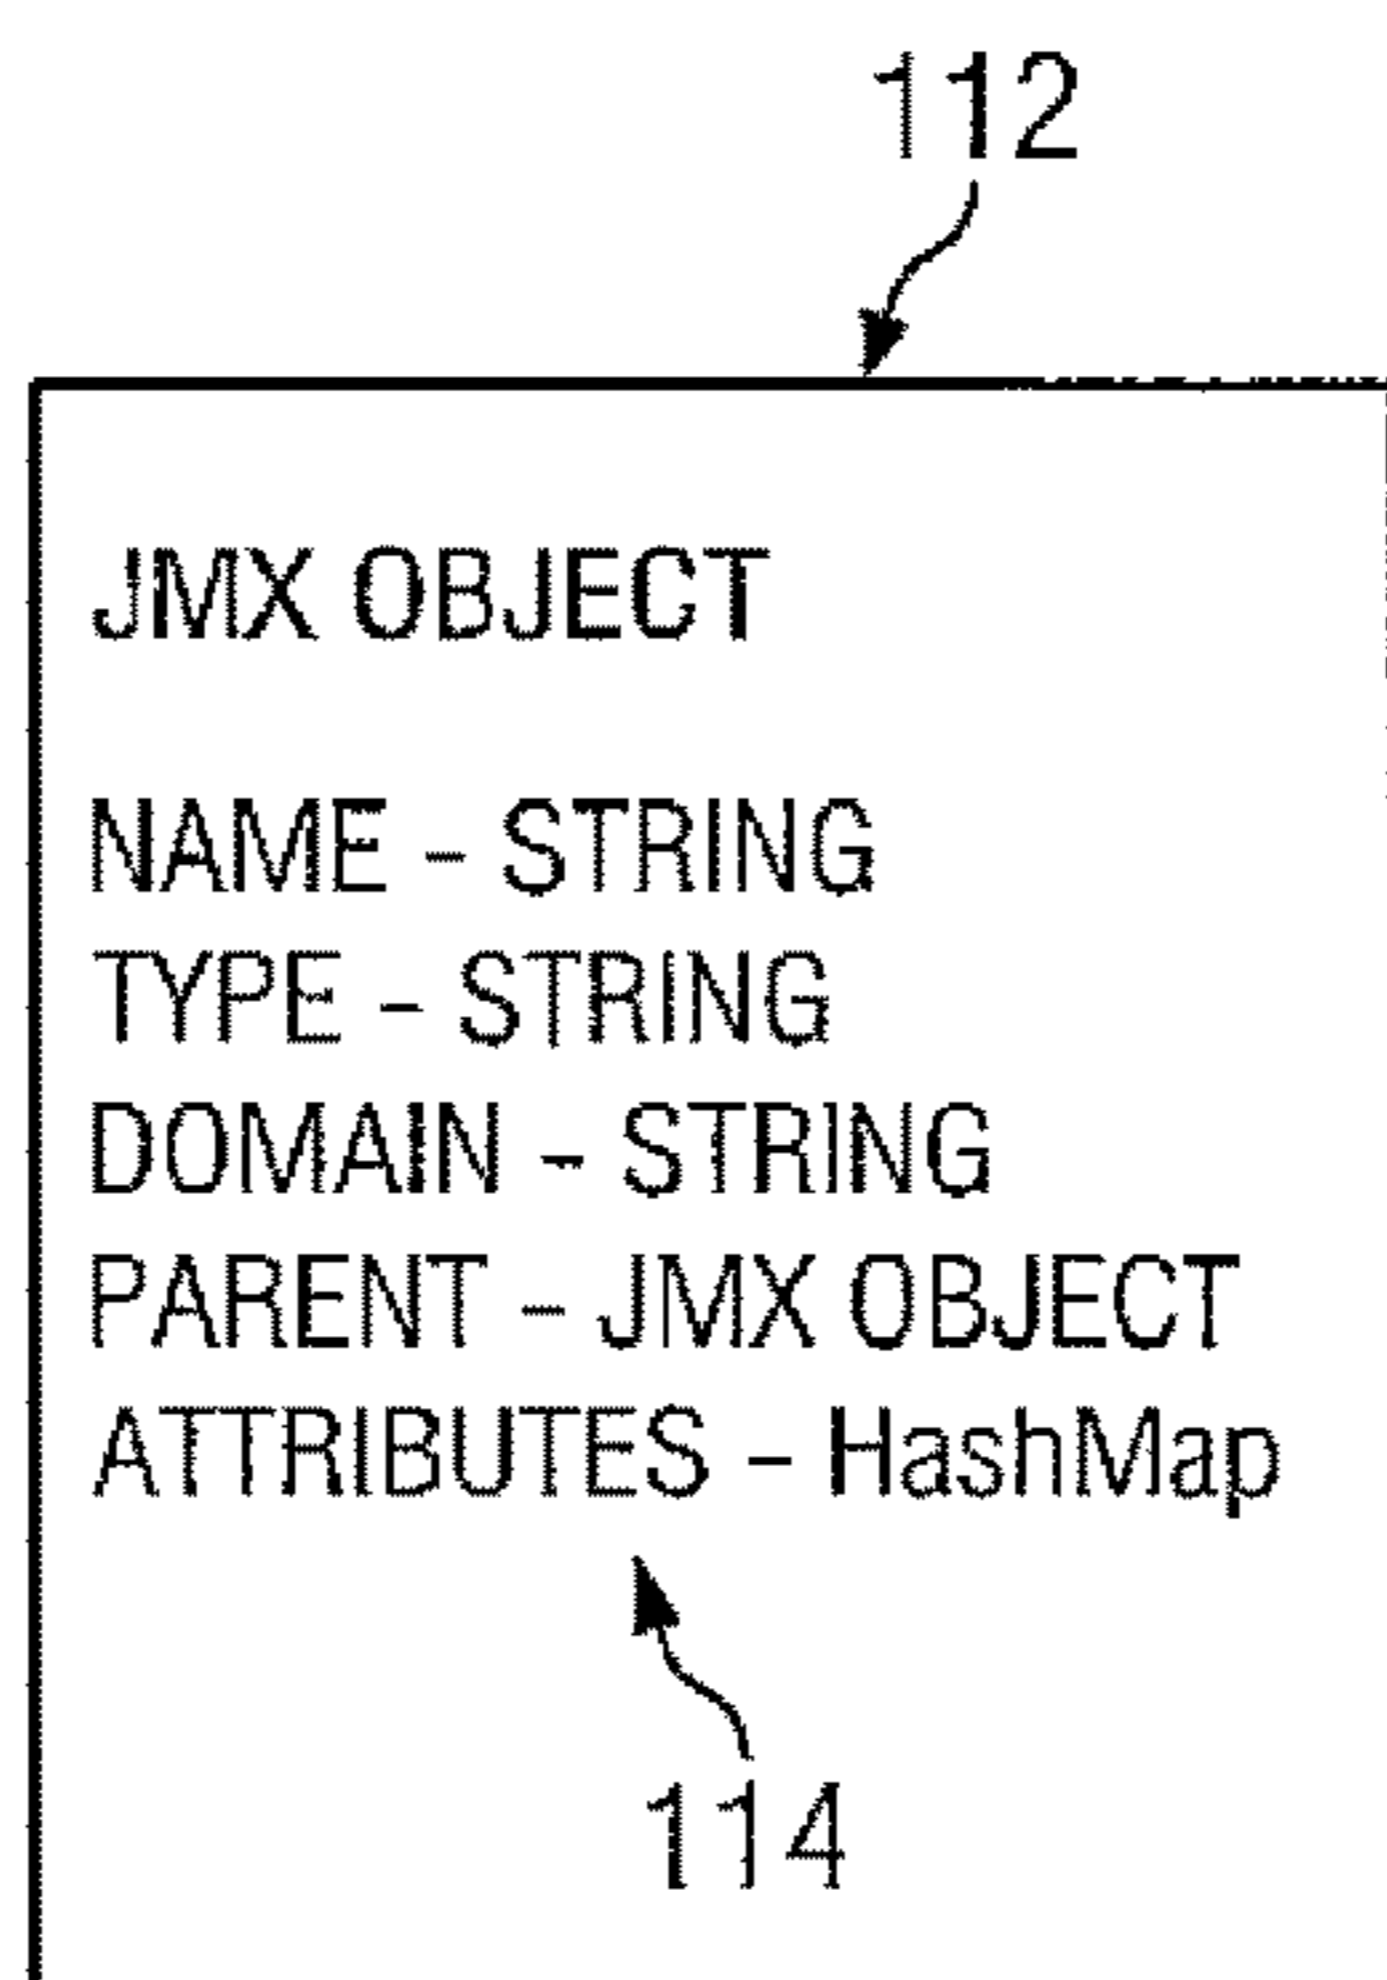 112
JMX OBJECT
NAME - STRING
TYPE - STRING
DOMAIN - STRING
PARENT - JMX OBJECT
ATTRIBUTES - HashMap
114